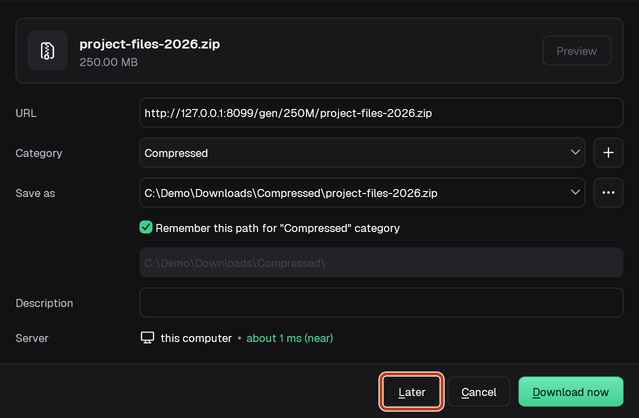 project-files-2026.zip
250.00 MB
Preview
URL
http://127.0.0.1:8099/gen/250M/project-files-2026.zip
Category
Compressed
Save as
C:\Demo\Downloads\Compressed\project-files-2026.zip
Remember this path for "Compressed" category
C:\Demo\Downloads\Compressed\
Description
Server
this computer • about 1 ms (near)
Later
Cancel
Download now